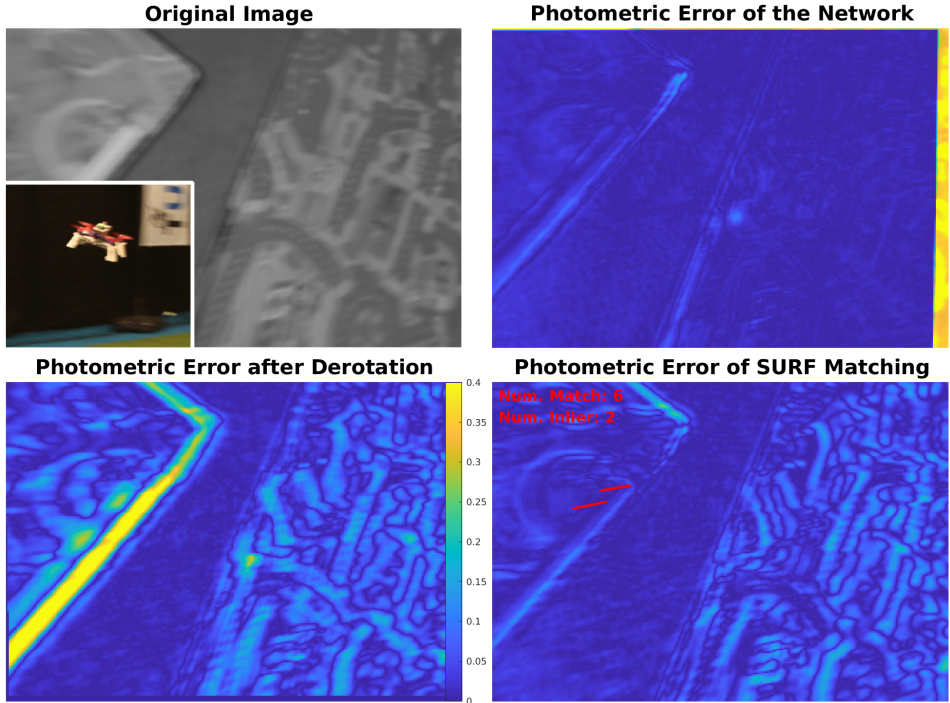 Original Image
Photometric Error of the Network
Photometric Error after Derotation
0.4
0.35
0.3
0.25
0.2
0.15
0.1
0.05
0
Photometric Error of SURF Matching
Num. Match: 6
Num. Inlier: 2